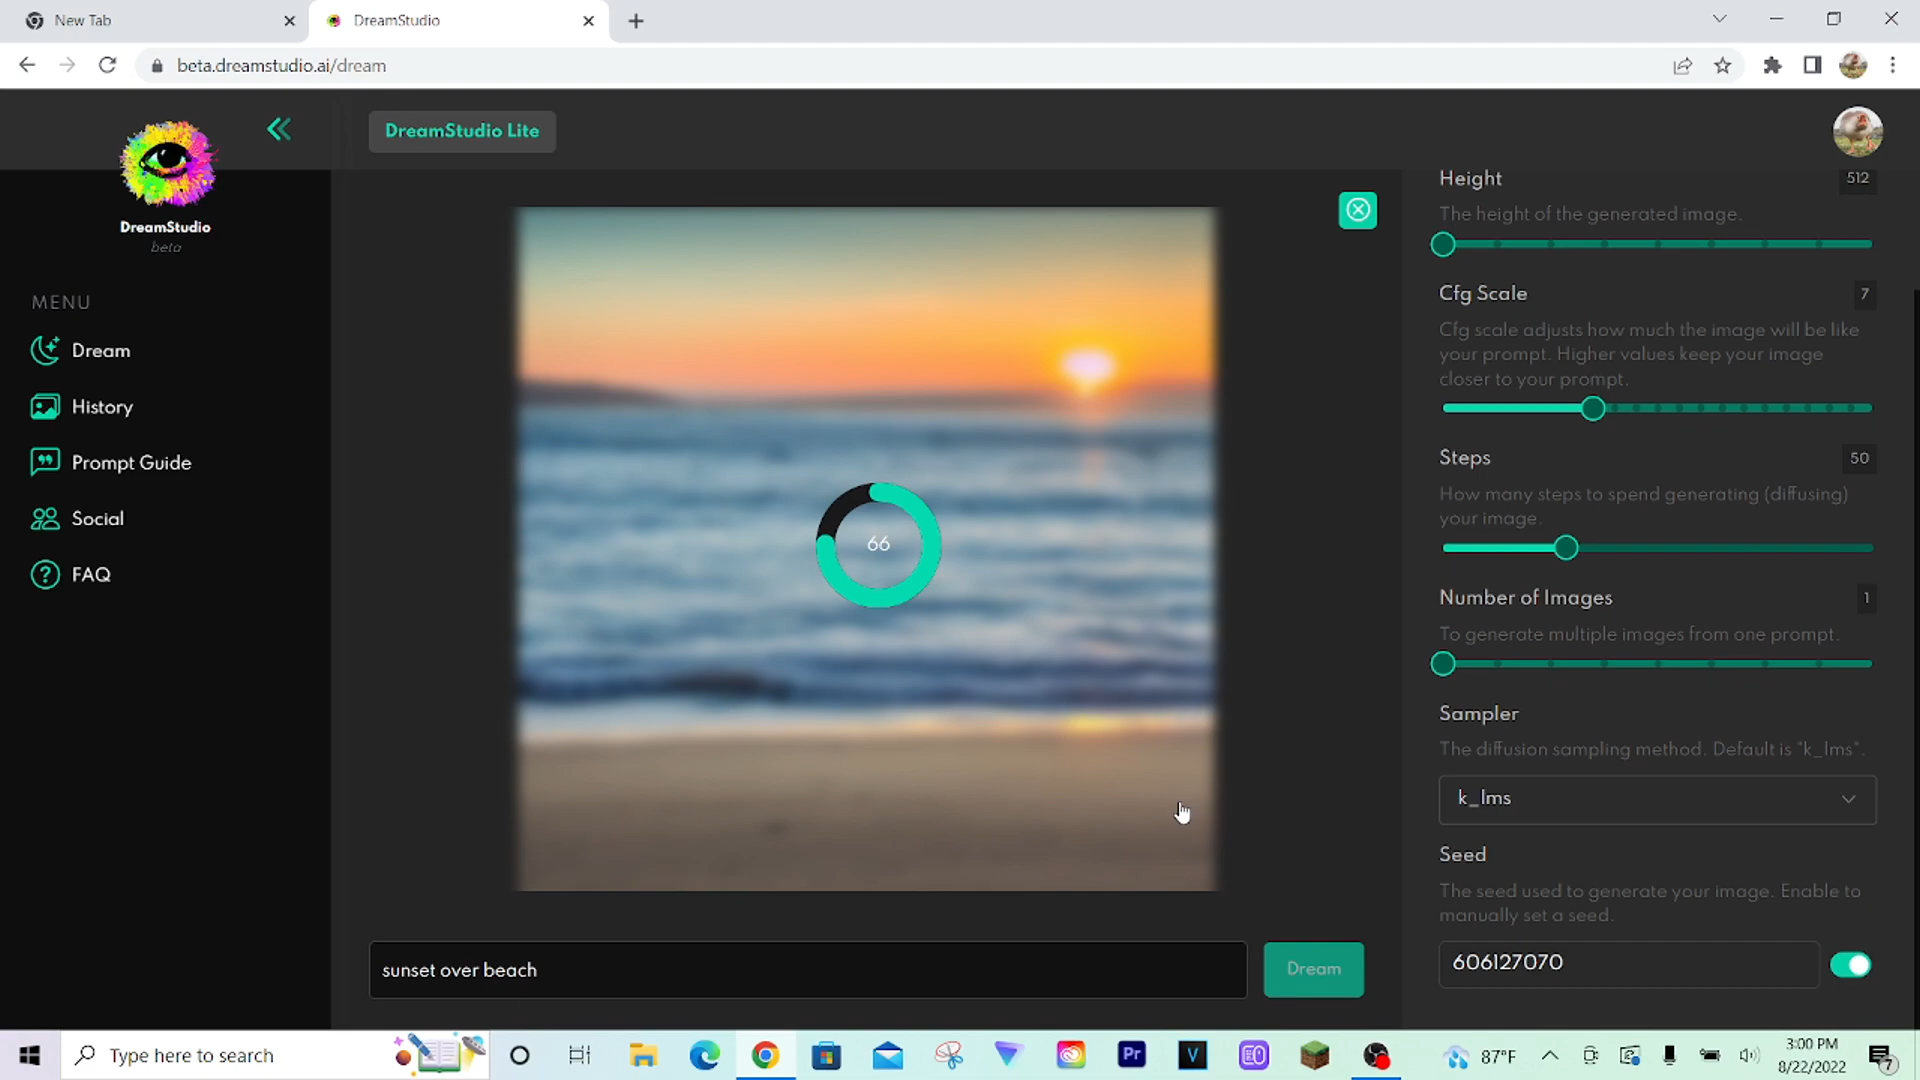 New Tab
DreamStudio
beta.dreamstudio.ai/dream
DreamStudio
beta
MENU
Dream
History
Prompt Guide
Social
FAQ
DreamStudio Lite
66
sunset over beach
Dream
Height 512
The height of the generated image.
Cfg Scale 7
Cfg scale adjusts how much the image will be like
your prompt. Higher values keep your image
closer to your prompt.
Steps 50
How many steps to spend generating (diffusing)
your image.
Number of Images 1
To generate multiple images from one prompt.
Sampler
The diffusion sampling method. Default is "k_lms".
k_lms
Seed
The seed used to generate your image. Enable to
manually set a seed.
606127070
Type here to search
Pr
V
87°F
3:00 PM
8/22/2022
7